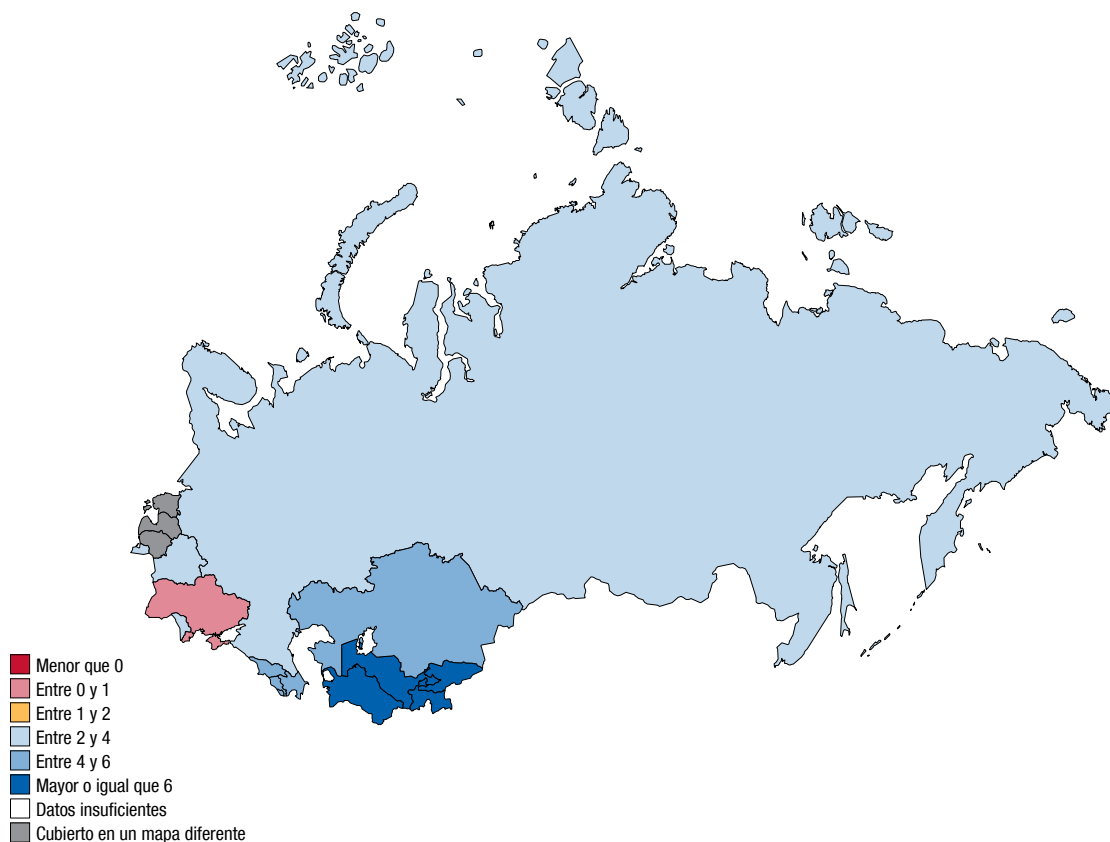 Menor que 0
Entre 0 y 1
Entre 1 y 2
Entre 2 y 4
Entre 4 y 6
Mayor o igual que 6
Datos insuficientes
Cubierto en un mapa diferente